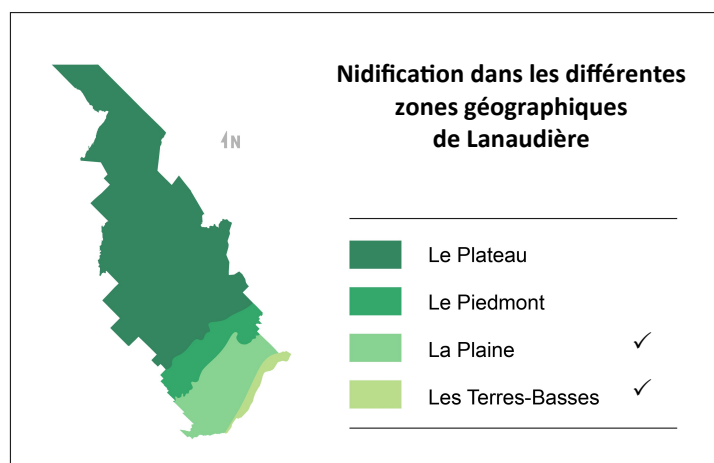 Nidification dans les différentes
zones géographiques
de Lanaudière
N
Le Plateau
Le Piedmont
La Plaine ✓
Les Terres-Basses ✓